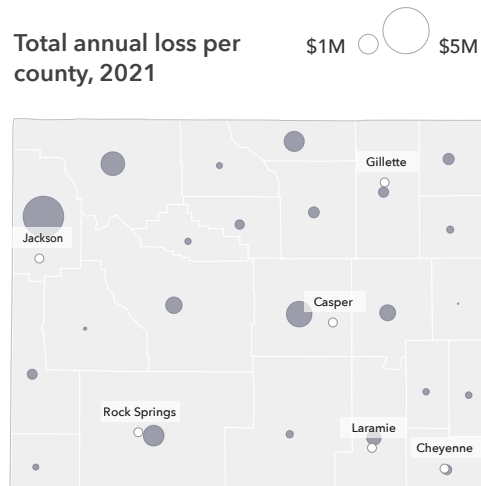 Total annual loss per
county, 2021
$1M
$5M
Gillette
Jackson
Casper
Rock Springs
Laramie
Cheyenne